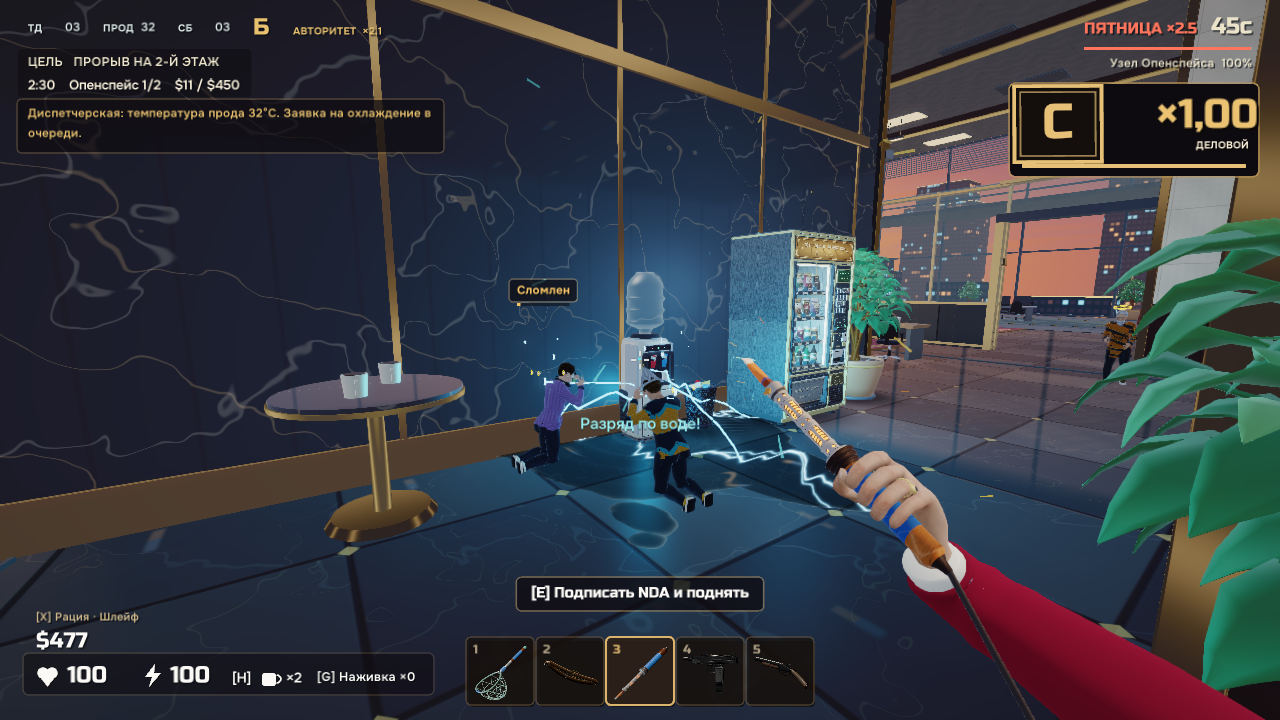 ТД 03 ПРОД 32 СБ 03 Б АВТОРИТЕТ ×2.1
ЦЕЛЬ ПРОРЫВ НА 2-Й ЭТАЖ
2:30 Опенспейс 1/2 $11 / $450
Диспетчерская: температура прода 32°C. Заявка на охлаждение в
очереди.
ПЯТНИЦА ×2.5 45с
Узел Опенспейса 100%
С ×1,00
ДЕЛОВОЙ
Сломлен
Разряд по воде!
[E] Подписать NDA и поднять
[X] Рация · Шлейф
$477
100 100 [H] ×2 [G] Наживка ×0
1 2 3 4 5